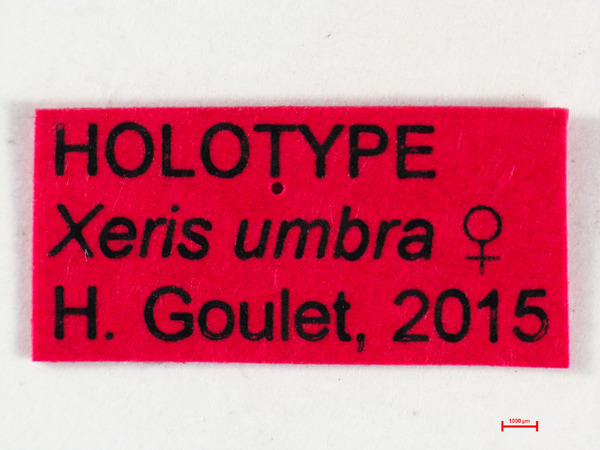 HOLOTYPE
Xeris umbra ♀
H. Goulet, 2015
1000 µm